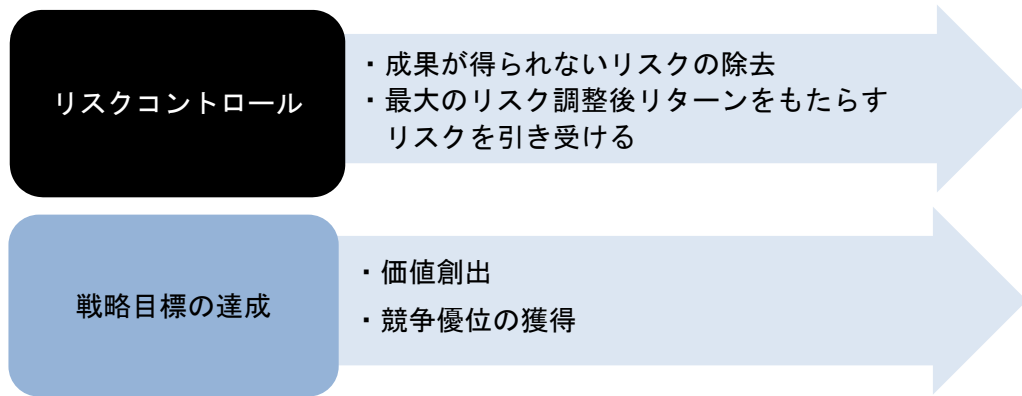 リスクコントロール
・成果が得られないリスクの除去
・最大のリスク調整後リターンをもたらす
リスクを引き受ける
戦略目標の達成
・価値創出
・競争優位の獲得